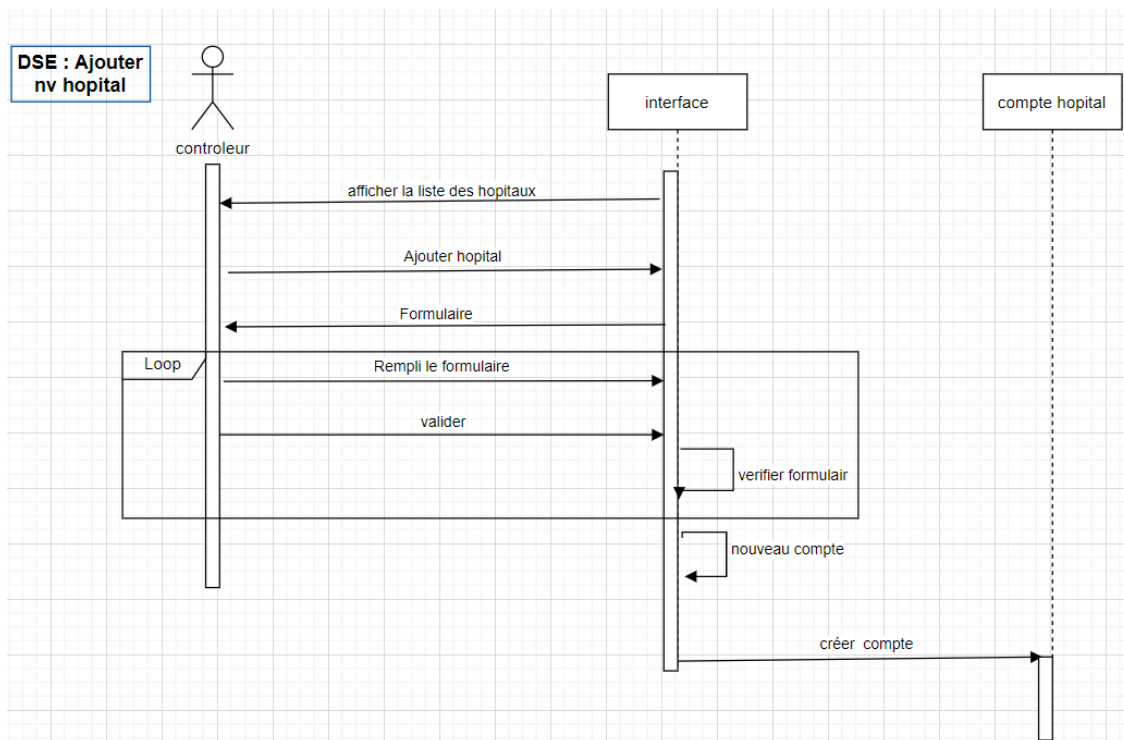 DSE : Ajouter
nv hopital
controleur
interface
compte hopital
afficher la liste des hopitaux
Ajouter hopital
Formulaire
Loop
Rempli le formulaire
valider
verifier formulair
nouveau compte
créer compte